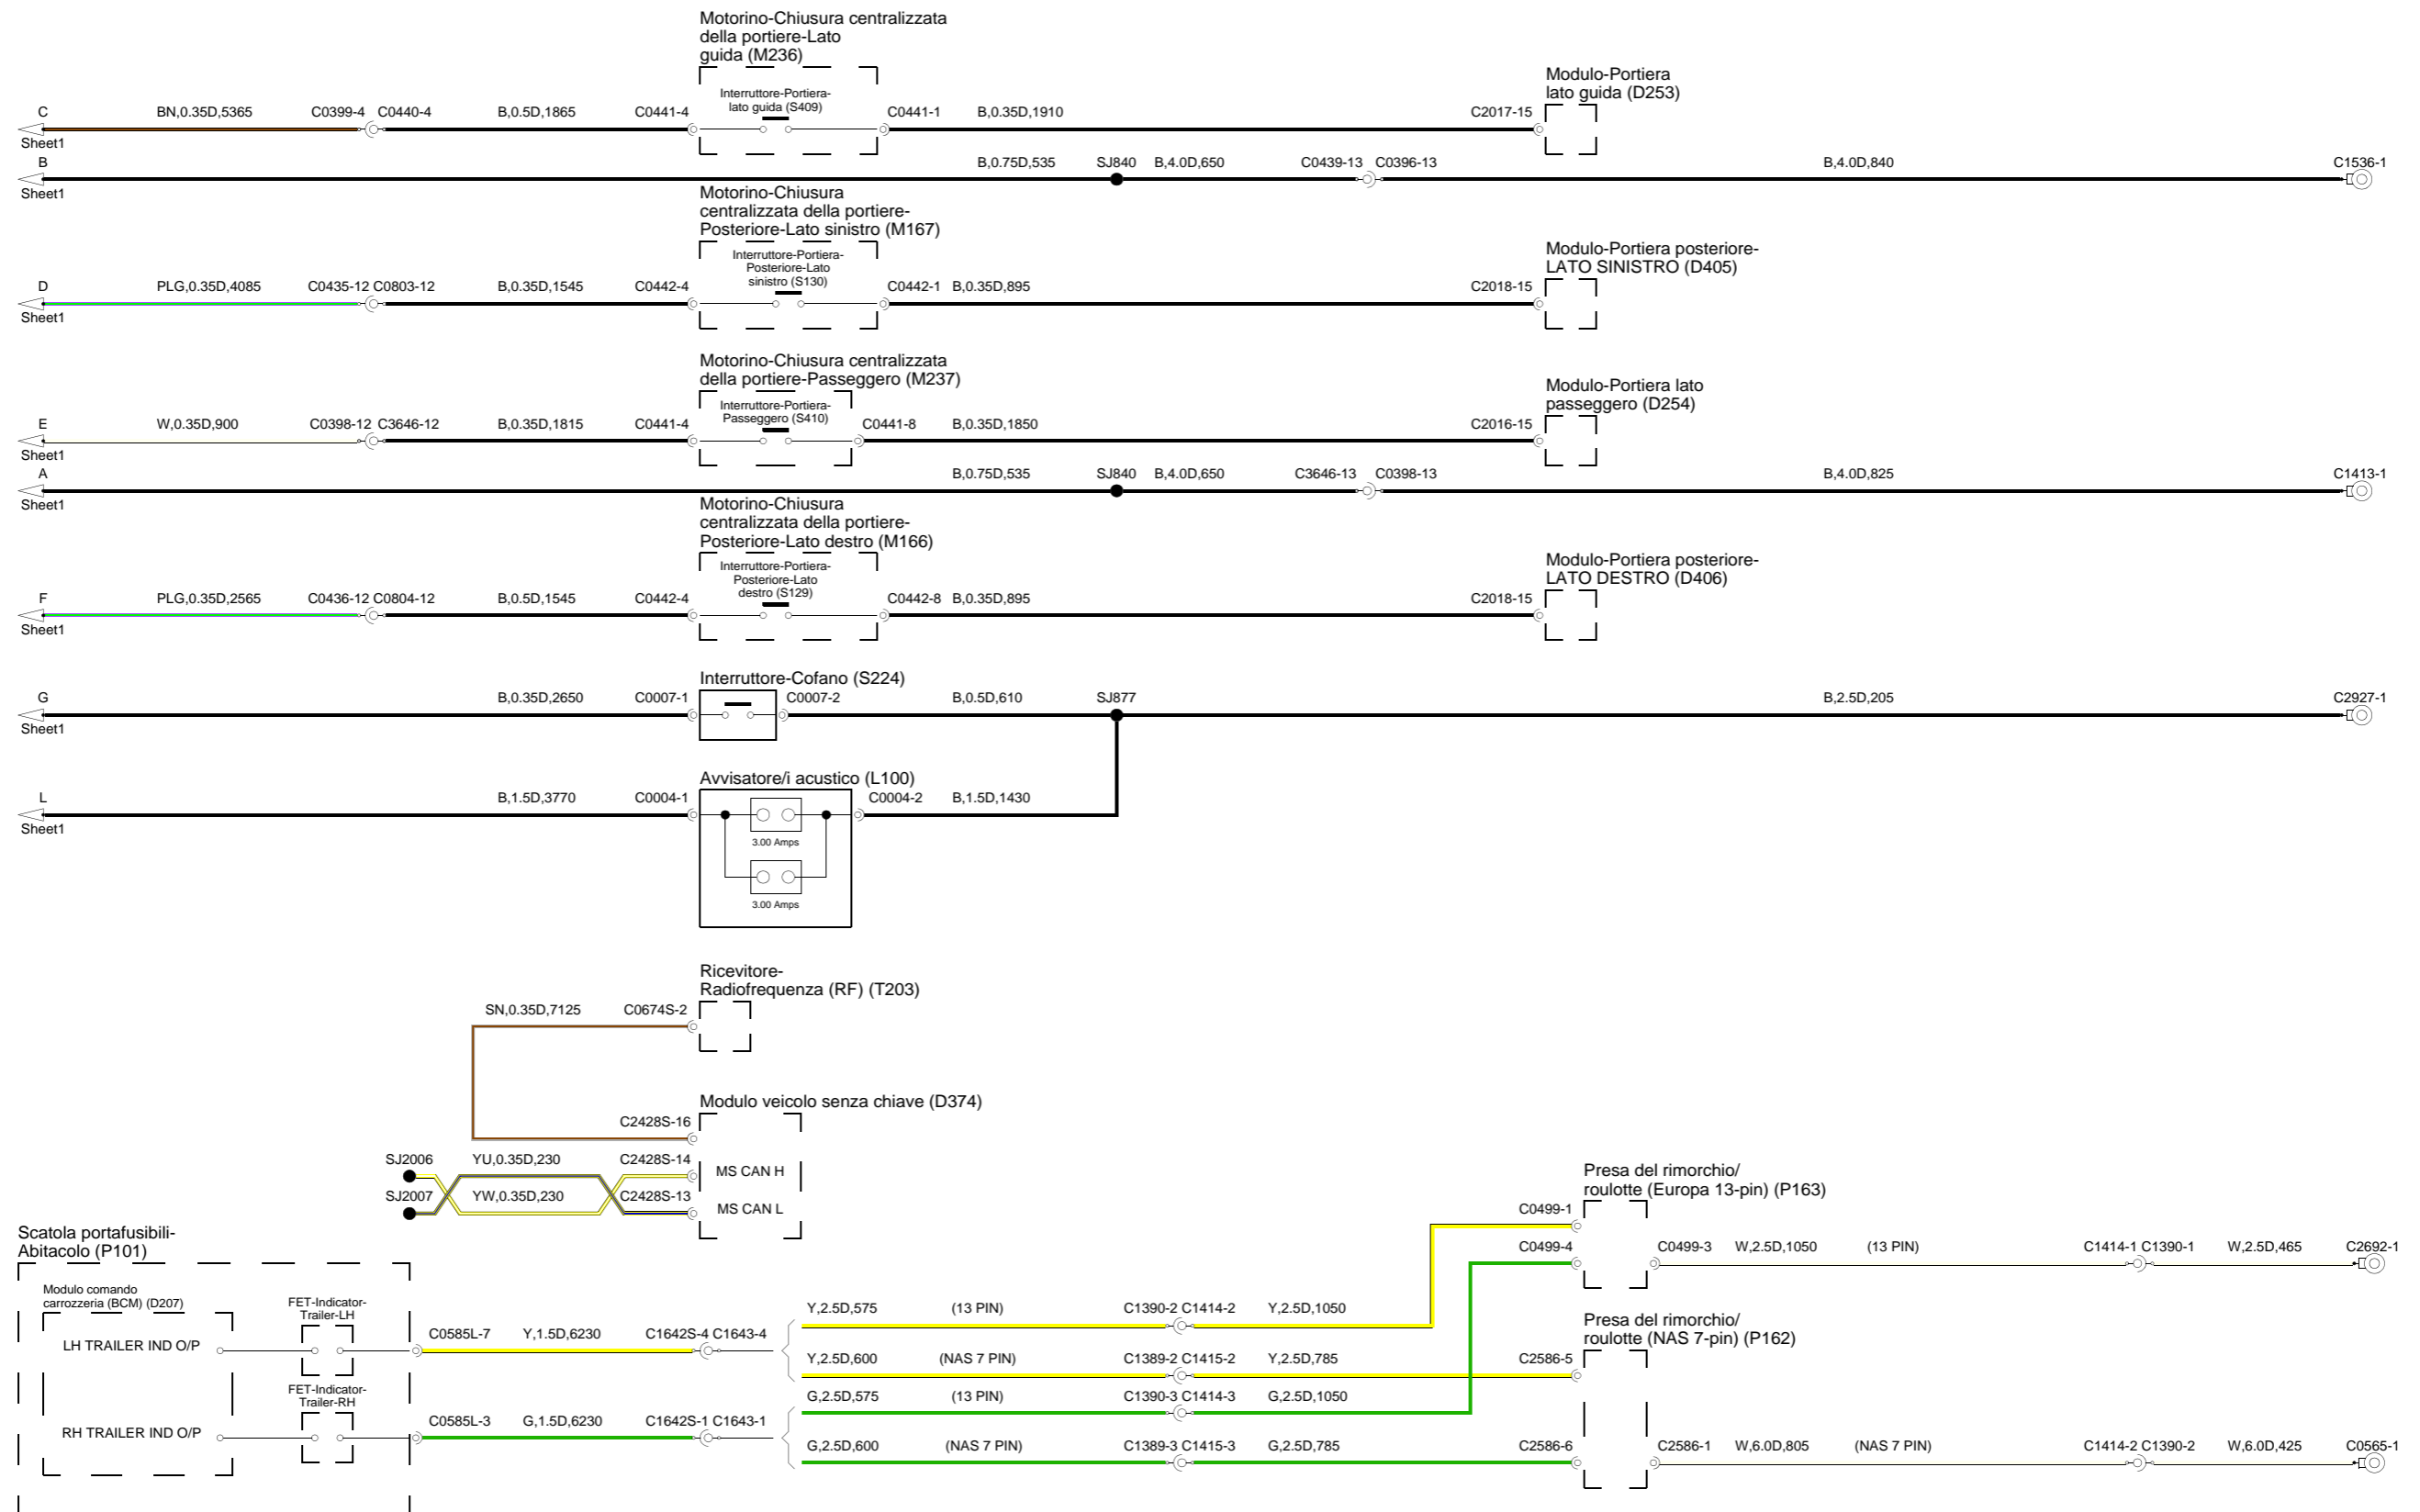 Motorino-Chiusura centralizzata
della portiere-Lato
guida (M236)
Interruttore-Portiera-
lato guida (S409)
Modulo-Portiera
lato guida (D253)
C BN,0.35D,5365 C0399-4 C0440-4 B,0.5D,1865 C0441-4 C0441-1 B,0.35D,1910 C2017-15
Sheet1
B B,0.75D,535 SJ840 B,4.0D,650 C0439-13 C0396-13 B,4.0D,840 C1536-1
Sheet1
Motorino-Chiusura
centralizzata della portiere-
Posteriore-Lato sinistro (M167)
Interruttore-Portiera-
Posteriore-Lato
sinistro (S130)
Modulo-Portiera posteriore-
LATO SINISTRO (D405)
D PLG,0.35D,4085 C0435-12 C0803-12 B,0.35D,1545 C0442-4 C0442-1 B,0.35D,895 C2018-15
Sheet1
Motorino-Chiusura centralizzata
della portiere-Passeggero (M237)
Interruttore-Portiera-
Passeggero (S410)
Modulo-Portiera lato
passeggero (D254)
E W,0.35D,900 C0398-12 C3646-12 B,0.35D,1815 C0441-4 C0441-8 B,0.35D,1850 C2016-15
Sheet1
A B,0.75D,535 SJ840 B,4.0D,650 C3646-13 C0398-13 B,4.0D,825 C1413-1
Sheet1
Motorino-Chiusura
centralizzata della portiere-
Posteriore-Lato destro (M166)
Interruttore-Portiera-
Posteriore-Lato
destro (S129)
Modulo-Portiera posteriore-
LATO DESTRO (D406)
F PLG,0.35D,2565 C0436-12 C0804-12 B,0.5D,1545 C0442-4 C0442-8 B,0.35D,895 C2018-15
Sheet1
Interruttore-Cofano (S224)
G B,0.35D,2650 C0007-1 C0007-2 B,0.5D,610 SJ877 B,2.5D,205 C2927-1
Sheet1
Avvisatore/i acustico (L100)
L B,1.5D,3770 C0004-1 C0004-2 B,1.5D,1430
Sheet1
3.00 Amps
3.00 Amps
Ricevitore-
Radiofrequenza (RF) (T203)
SN,0.35D,7125 C0674S-2
Modulo veicolo senza chiave (D374)
C2428S-16
SJ2006 YU,0.35D,230 C2428S-14 MS CAN H
SJ2007 YW,0.35D,230 C2428S-13 MS CAN L
Presa del rimorchio/
roulotte (Europa 13-pin) (P163)
C0499-1
C0499-4 C0499-3 W,2.5D,1050 (13 PIN) C1414-1 C1390-1 W,2.5D,465 C2692-1
Scatola portafusibili-
Abitacolo (P101)
Modulo comando
carrozzeria (BCM) (D207)
FET-Indicator-
Trailer-LH
Y,2.5D,575 (13 PIN) C1390-2 C1414-2 Y,2.5D,1050
Presa del rimorchio/
roulotte (NAS 7-pin) (P162)
LH TRAILER IND O/P C0585L-7 Y,1.5D,6230 C1642S-4 C1643-4
Y,2.5D,600 (NAS 7 PIN) C1389-2 C1415-2 Y,2.5D,785 C2586-5
FET-Indicator-
Trailer-RH
G,2.5D,575 (13 PIN) C1390-3 C1414-3 G,2.5D,1050
RH TRAILER IND O/P C0585L-3 G,1.5D,6230 C1642S-1 C1643-1
G,2.5D,600 (NAS 7 PIN) C1389-3 C1415-3 G,2.5D,785 C2586-6 C2586-1 W,6.0D,805 (NAS 7 PIN) C1414-2 C1390-2 W,6.0D,425 C0565-1